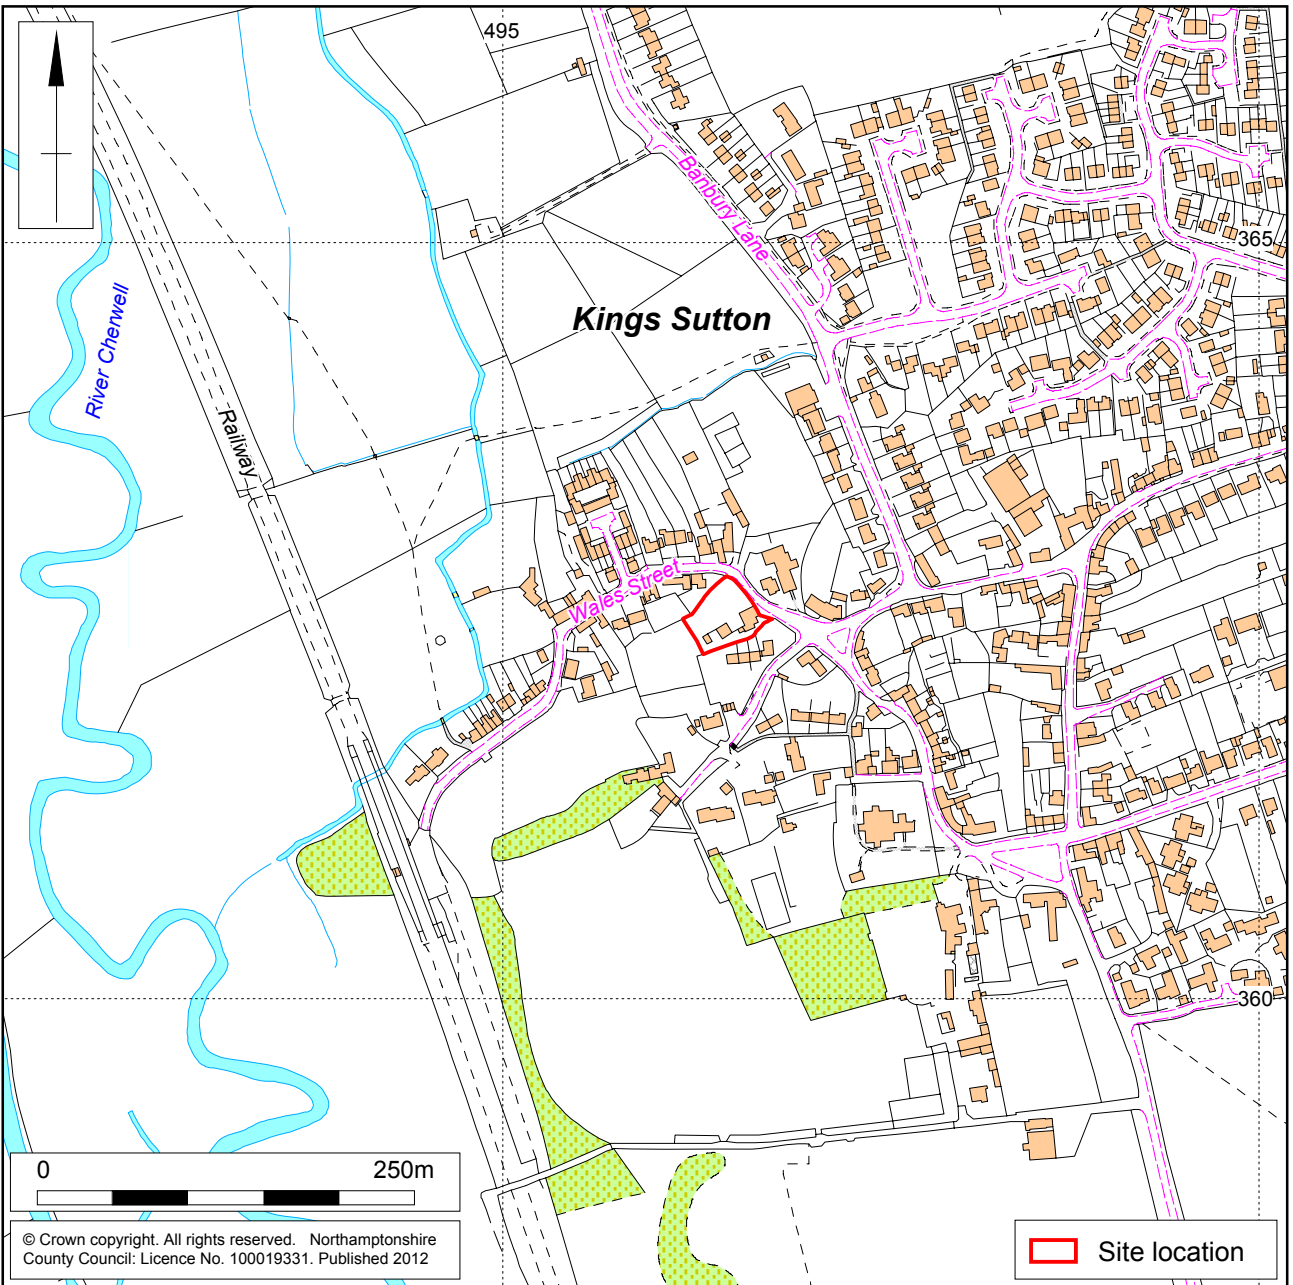 495
Banbury Lane
365
Kings Sutton
River Cherwell
Railway
Wales Street
360
0 250m
© Crown copyright. All rights reserved. Northamptonshire
County Council: Licence No. 100019331. Published 2012
Site location